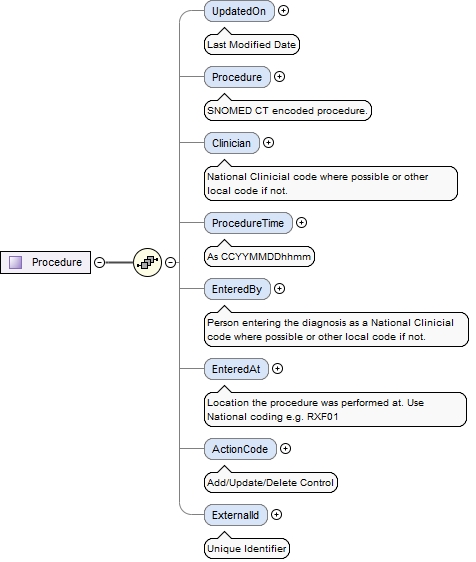 UpdatedOn
Last Modified Date
Procedure
SNOMED CT encoded procedure.
Clinician
National Clinicial code where possible or other
local code if not.
ProcedureTime
As CCYYMMDDhhmm
Procedure
EnteredBy
Person entering the diagnosis as a National Clinicial
code where possible or other local code if not.
EnteredAt
Location the procedure was performed at. Use
National coding e.g. RXF01
ActionCode
Add/Update/Delete Control
ExternalId
Unique Identifier